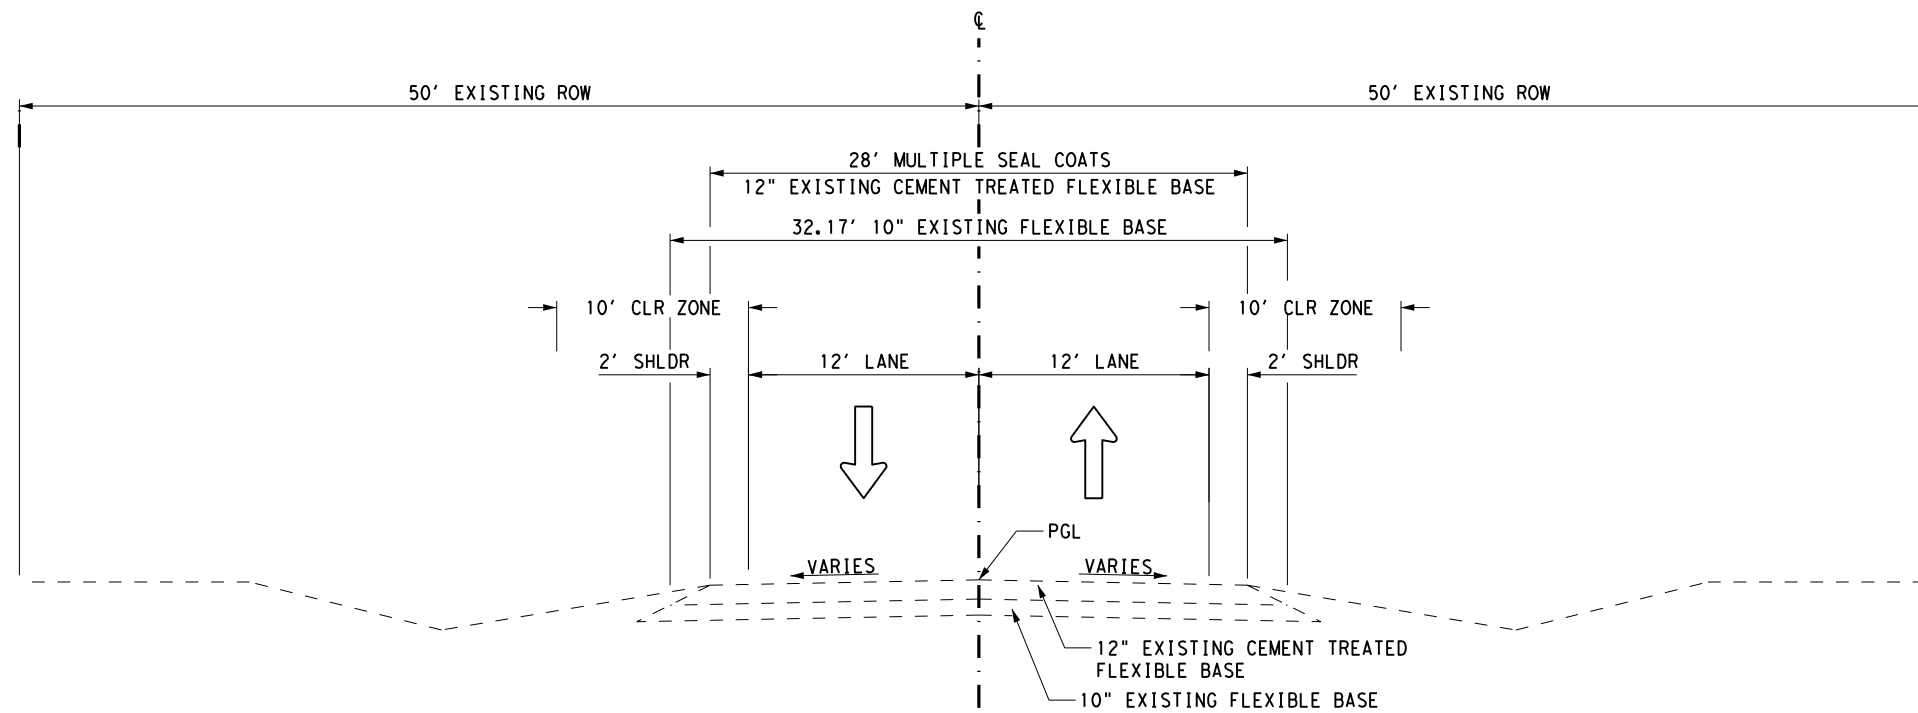 ℄
50' EXISTING ROW
50' EXISTING ROW
28' MULTIPLE SEAL COATS
12" EXISTING CEMENT TREATED FLEXIBLE BASE
32.17' 10" EXISTING FLEXIBLE BASE
10' CLR ZONE
10' CLR ZONE
2' SHLDR
12' LANE
12' LANE
2' SHLDR
PGL
VARIES
VARIES
12" EXISTING CEMENT TREATED
FLEXIBLE BASE
10" EXISTING FLEXIBLE BASE